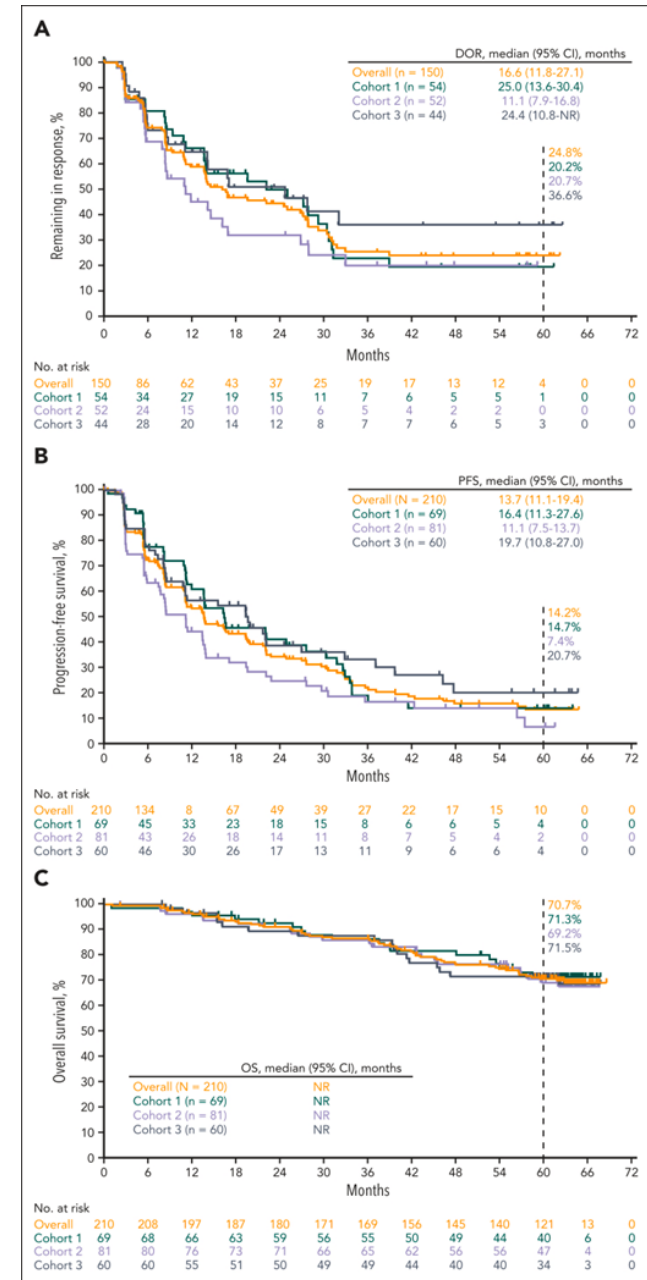 A
DOR, median (95% CI), months
Overall (n = 150) 16.6 (11.8-27.1)
Cohort 1 (n = 54) 25.0 (13.6-30.4)
Cohort 2 (n = 52) 11.1 (7.9-16.8)
Cohort 3 (n = 44) 24.4 (10.8-NR)
24.8%
20.2%
20.7%
36.6%
Remaining in response, %
100
90
80
70
60
50
40
30
20
10
0
0 6 12 18 24 30 36 42 48 54 60 66 72
Months
No. at risk
Overall 150 86 62 43 37 25 19 17 13 12 4 0 0
Cohort 1 54 34 27 19 15 11 7 6 5 5 1 0 0
Cohort 2 52 24 15 10 10 6 5 4 2 2 0 0 0
Cohort 3 44 28 20 14 12 8 7 7 6 5 3 0 0
B
PFS, median (95% CI), months
Overall (N = 210) 13.7 (11.1-19.4)
Cohort 1 (n = 69) 16.4 (11.3-27.6)
Cohort 2 (n = 81) 11.1 (7.5-13.7)
Cohort 3 (n = 60) 19.7 (10.8-27.0)
14.2%
14.7%
7.4%
20.7%
Progression-free survival, %
100
90
80
70
60
50
40
30
20
10
0
0 6 12 18 24 30 36 42 48 54 60 66 72
Months
No. at risk
Overall 210 134 8 67 49 39 27 22 17 15 10 0 0
Cohort 1 69 45 33 23 18 15 8 6 6 5 4 0 0
Cohort 2 81 43 26 18 14 11 8 7 5 4 2 0 0
Cohort 3 60 46 30 26 17 13 11 9 6 6 4 0 0
C
70.7%
71.3%
69.2%
71.5%
Overall survival, %
100
90
80
70
60
50
40
30
20
10
0
OS, median (95% CI), months
Overall (N = 210) NR
Cohort 1 (n = 69) NR
Cohort 2 (n = 81) NR
Cohort 3 (n = 60) NR
0 6 12 18 24 30 36 42 48 54 60 66 72
Months
No. at risk
Overall 210 208 197 187 180 171 169 156 145 140 121 13 0
Cohort 1 69 68 66 63 59 56 55 50 49 44 40 6 0
Cohort 2 81 80 76 73 71 66 65 62 56 56 47 4 0
Cohort 3 60 60 55 51 50 49 49 44 40 40 34 3 0